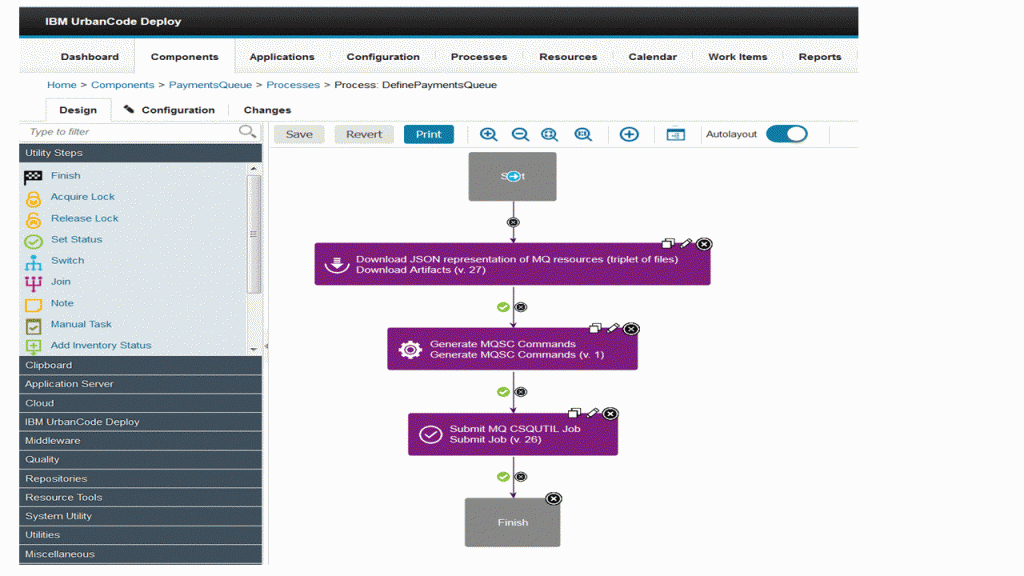 IBM UrbanCode Deploy
Dashboard Components Applications Configuration Processes Resources Calendar Work Items Reports
Home > Components > PaymentsQueue > Processes > Process: DefinePaymentsQueue
Design Configuration Changes
Type to filter
Save Revert Print Autolayout
Utility Steps
Finish
Acquire Lock
Release Lock
Set Status
Switch
Join
Note
Manual Task
Add Inventory Status
Clipboard
Application Server
Cloud
IBM UrbanCode Deploy
Middleware
Quality
Repositories
Resource Tools
System Utility
Utilities
Miscellaneous
Download JSON representation of MQ resources (triplet of files)
Download Artifacts (v. 27)
Generate MQSC Commands
Generate MQSC Commands (v. 1)
Submit MQ CSQUTIL Job
Submit Job (v. 26)
Finish